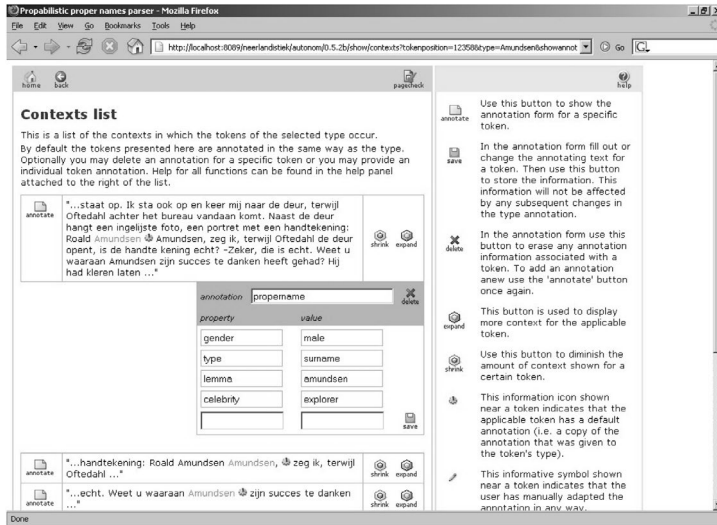 Propabilistic proper names parser - Mozilla Firefox
File Edit View Go Bookmarks Tools Help
http://localhost:8089/neerlandistiek/autonom/0.5.2b/show/contexts?tokenposition=12358&type=Amundsen&showannot
Go
home back pagecheck
Contexts list
This is a list of the contexts in which the tokens of the selected type occur.
By default the tokens presented here are annotated in the same way as the type.
Optionally you may delete an annotation for a specific token or you may provide an
individual token annotation. Help for all functions can be found in the help panel
attached to the right of the list.
annotate
"...staat op. Ik sta ook op en keer mij naar de deur, terwijl
Oftedahl achter het bureau vandaan komt. Naast de deur
hangt een ingelijste foto, een portret met een handtekening:
Roald Amundsen Amundsen, zeg ik, terwijl Oftedahl de deur
opent, is de handte kening echt? -Zeker, die is echt. Weet u
waaraan Amundsen zijn succes te danken heeft gehad? Hij
had kleren laten ..."
shrink expand
annotation propername delete
property value
gender male
type surname
lemma amundsen
celebrity explorer
save
annotate
"...handtekening: Roald Amundsen Amundsen, zeg ik, terwijl
Oftedahl ..."
shrink expand
annotate
"...echt. Weet u waaraan Amundsen zijn succes te danken
..."
shrink expand
help
annotate
Use this button to show the
annotation form for a specific
token.
save
In the annotation form fill out or
change the annotating text for
a token. Then use this button
to store the information. This
information will not be affected
by any subsequent changes in
the type annotation.
delete
In the annotation form use this
button to erase any annotation
information associated with a
token. To add an annotation
anew use the 'annotate' button
once again.
expand
This button is used to display
more context for the applicable
token.
shrink
Use this button to diminish the
amount of context shown for a
certain token.
This information icon shown
near a token indicates that the
applicable token has a default
annotation (i.e. a copy of the
annotation that was given to
the token's type).
This informative symbol shown
near a token indicates that the
user has manually adapted the
annotation in any way.
Done